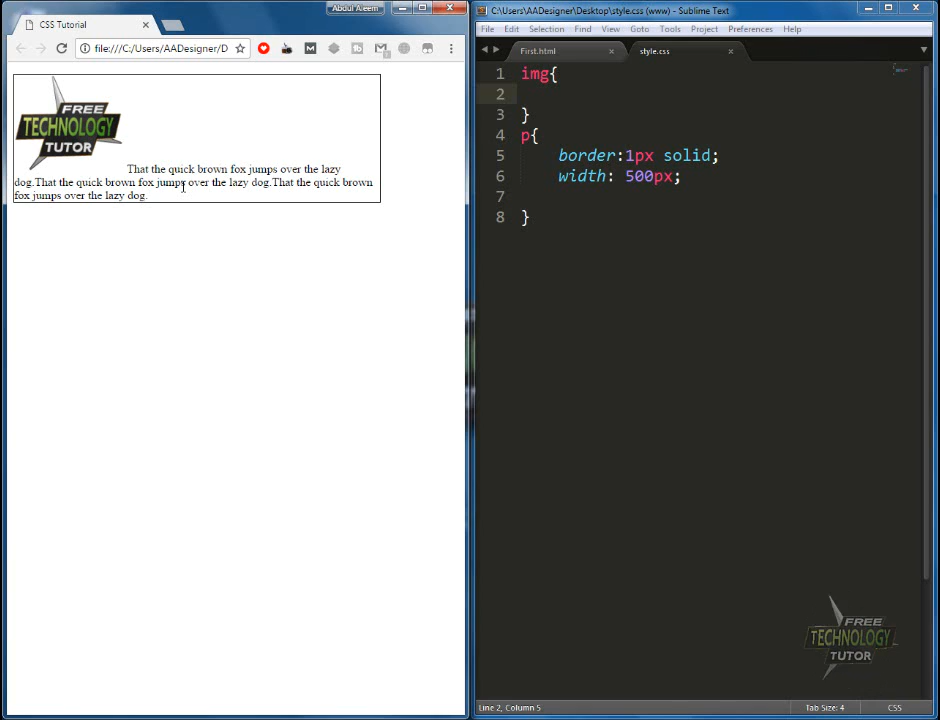 Abdul Aleem
CSS Tutorial
file:///C:/Users/AADesigner/D
FREE
TECHNOLOGY
TUTOR
That the quick brown fox jumps over the lazy
dog.That the quick brown fox jumps over the lazy dog.That the quick brown
fox jumps over the lazy dog.
C:\Users\AADesigner\Desktop\style.css (www) - Sublime Text
File Edit Selection Find View Goto Tools Project Preferences Help
First.html
style.css
1 img{
2
3 }
4 p{
5 border:1px solid;
6 width: 500px;
7
8 }
FREE
TECHNOLOGY
TUTOR
Line 2, Column 5
Tab Size: 4
CSS